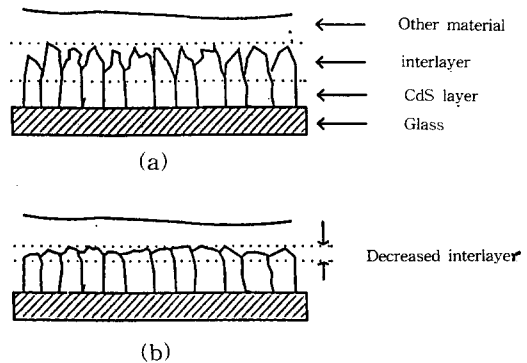 Other material
interlayer
CdS layer
Glass
(a)
Decreased interlayer
(b)